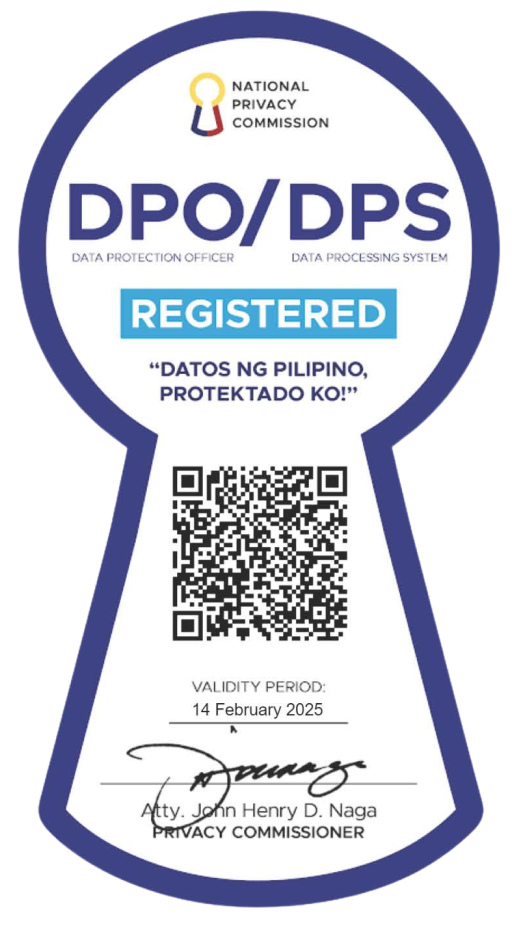 NATIONAL
PRIVACY
COMMISSION
DPO/DPS
DATA PROTECTION OFFICER DATA PROCESSING SYSTEM
REGISTERED
“DATOS NG PILIPINO,
PROTEKTADO KO!”
VALIDITY PERIOD:
14 February 2025
Atty. John Henry D. Naga
PRIVACY COMMISSIONER